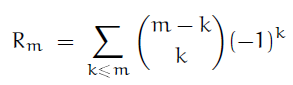 R_m = \sum_{k \leqslant m} \binom{m-k}{k} (-1)^k